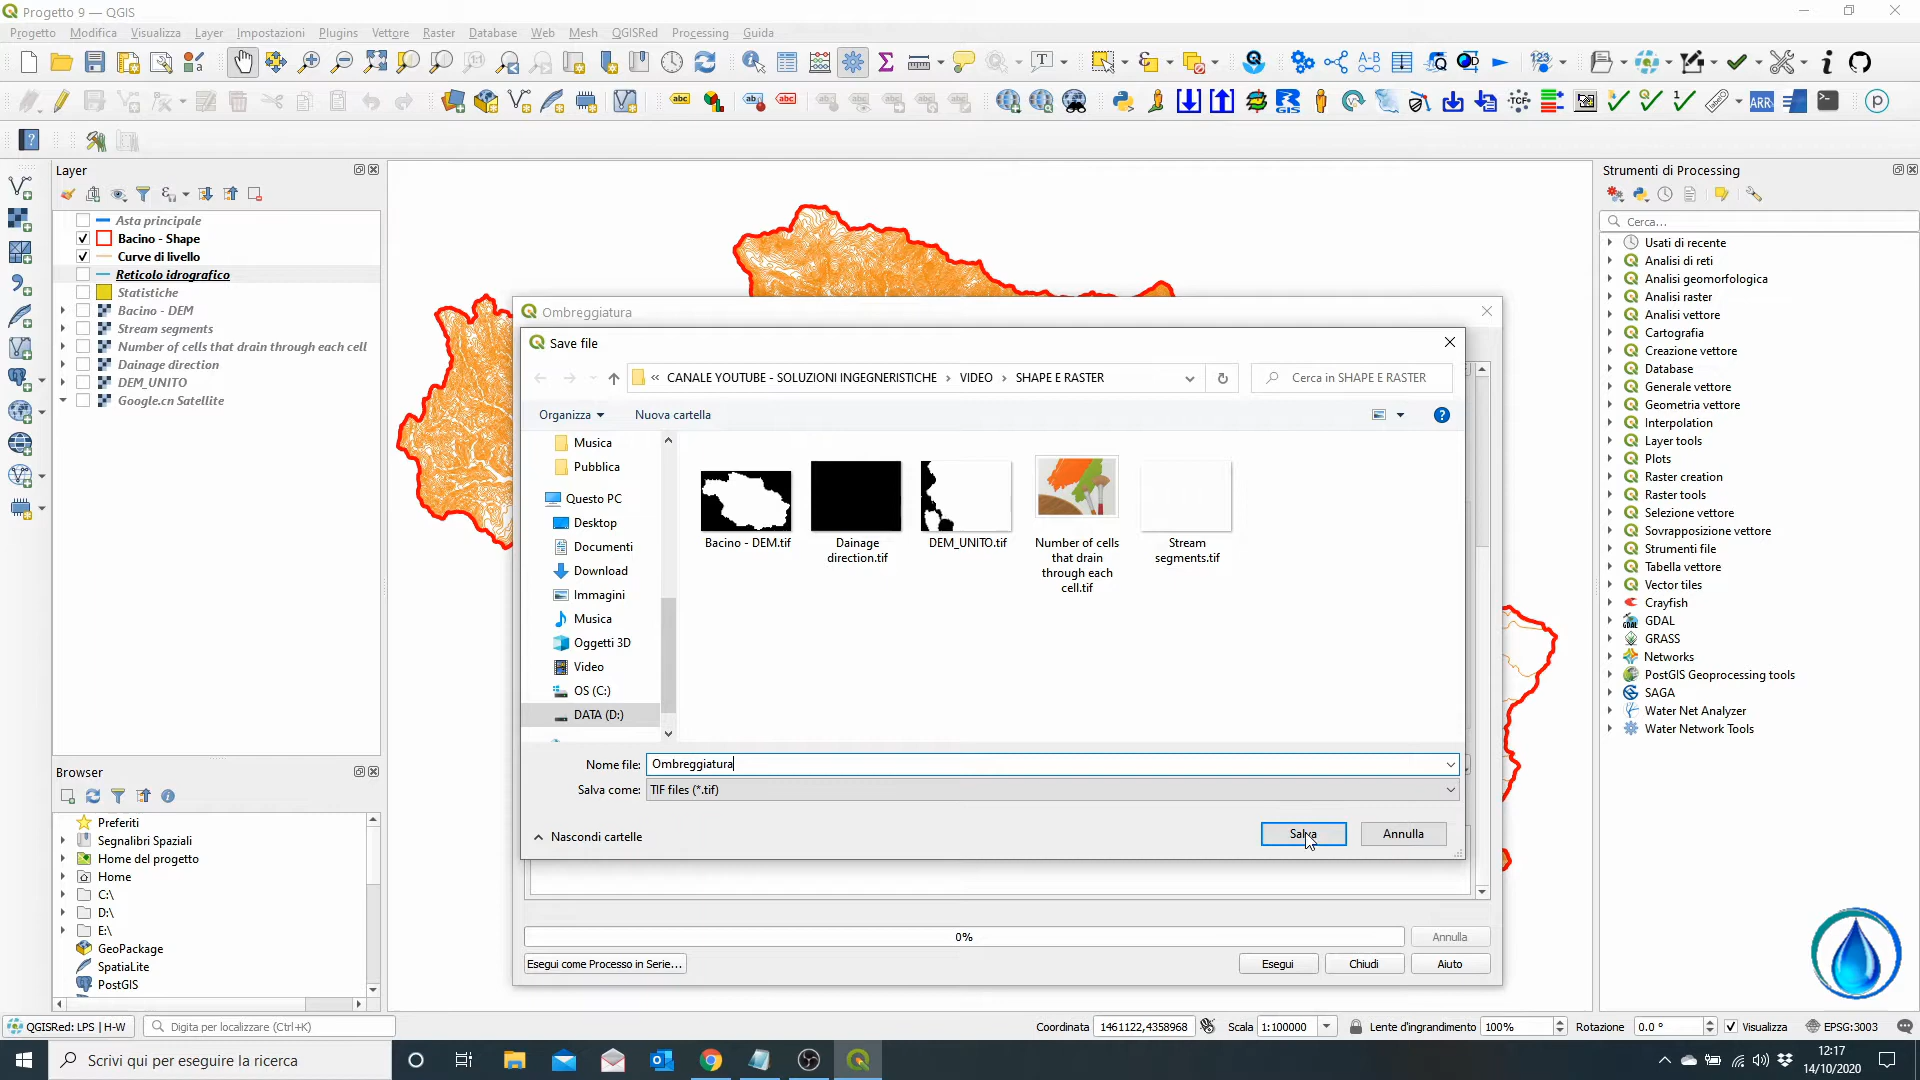 Progetto 9 — QGIS
Progetto Modifica Visualizza Layer Impostazioni Plugins Vettore Raster Database Web Mesh QGISRed Processing Guida
Layer
Asta principale
Bacino - Shape
Curve di livello
Reticolo idrografico
Statistiche
Bacino - DEM
Stream segments
Number of cells that drain through each cell
Dainage direction
DEM_UNITO
Google.cn Satellite
Browser
Preferiti
Segnalibri Spaziali
Home del progetto
Home
C:\
D:\
E:\
GeoPackage
SpatiaLite
PostGIS
Ombreggiatura
Save file
« CANALE YOUTUBE - SOLUZIONI INGEGNERISTICHE › VIDEO › SHAPE E RASTER
Cerca in SHAPE E RASTER
Organizza
Nuova cartella
Musica
Pubblica
Questo PC
Desktop
Documenti
Download
Immagini
Musica
Oggetti 3D
Video
OS (C:)
DATA (D:)
Bacino - DEM.tif
Dainage
direction.tif
DEM_UNITO.tif
Number of cells
that drain
through each
cell.tif
Stream
segments.tif
Nome file: Ombreggiatura
Salva come: TIF files (*.tif)
Nascondi cartelle
Salva
Annulla
0%
Annulla
Esegui come Processo in Serie...
Esegui
Chiudi
Aiuto
Strumenti di Processing
Cerca...
Usati di recente
Analisi di reti
Analisi geomorfologica
Analisi raster
Analisi vettore
Cartografia
Creazione vettore
Database
Generale vettore
Geometria vettore
Interpolation
Layer tools
Plots
Raster creation
Raster tools
Selezione vettore
Sovrapposizione vettore
Strumenti file
Tabella vettore
Vector tiles
Crayfish
GDAL
GRASS
Networks
PostGIS Geoprocessing tools
SAGA
Water Net Analyzer
Water Network Tools
QGISRed: LPS | H-W
Digita per localizzare (Ctrl+K)
Coordinata 1461122,4358968
Scala 1:100000
Lente d'ingrandimento 100%
Rotazione 0.0 °
Visualizza
EPSG:3003
Scrivi qui per eseguire la ricerca
12:17
14/10/2020